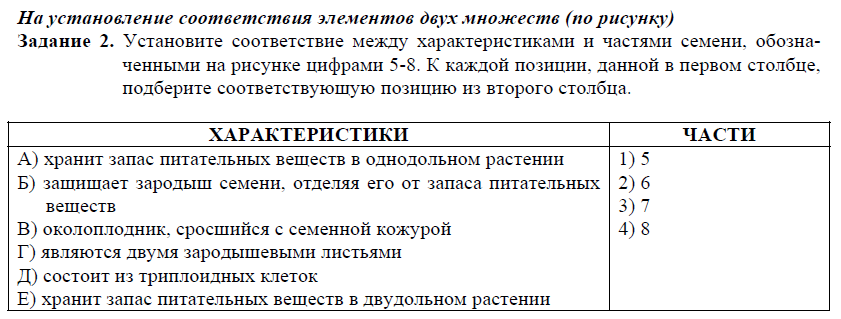 На установление соответствия элементов двух множеств (по рисунку)
Задание 2. Установите соответствие между характеристиками и частями семени, обозна-
ченными на рисунке цифрами 5-8. К каждой позиции, данной в первом столбце,
подберите соответствующую позицию из второго столбца.
ХАРАКТЕРИСТИКИ
А) хранит запас питательных веществ в однодольном растении
Б) защищает зародыш семени, отделяя его от запаса питательных
веществ
В) околоплодник, сросшийся с семенной кожурой
Г) являются двумя зародышевыми листьями
Д) состоит из триплоидных клеток
Е) хранит запас питательных веществ в двудольном растении
ЧАСТИ
1) 5
2) 6
3) 7
4) 8